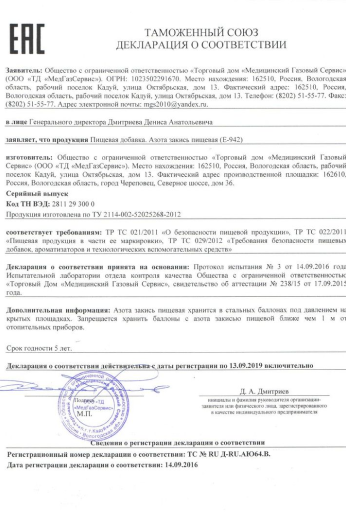 ЕАС
ТАМОЖЕННЫЙ СОЮЗ
ДЕКЛАРАЦИЯ О СООТВЕТСТВИИ
Заявитель: Общество с ограниченной ответственностью «Торговый дом «Медицинский Газовый Сервис»
(ООО «ТД «МедГазСервис»). ОГРН: 1023502291670. Место нахождения: 162510, Россия, Вологодская
область, рабочий поселок Кадуй, улица Октябрьская, дом 13. Фактический адрес: 162510, Россия,
Вологодская область, рабочий поселок Кадуй, улица Октябрьская, дом 13. Телефон: (8202) 51-55-77. Факс:
(8202) 51-55-77. Адрес электронной почты: mgs2010@yandex.ru.
в лице Генерального директора Дмитриева Дениса Анатольевича
заявляет, что продукция Пищевая добавка. Азота закись пищевая (Е-942)
изготовитель: Общество с ограниченной ответственностью «Торговый дом «Медицинский Газовый
Сервис» (ООО «ТД «МедГазСервис»). Место нахождения: 162510, Россия, Вологодская область, рабочий
поселок Кадуй, улица Октябрьская, дом 13. Фактический адрес производственной площадки: 162610,
Россия, Вологодская область, город Череповец, Северное шоссе, дом 36.
Серийный выпуск
Код ТН ВЭД: 2811 29 300 0
Продукция изготовлена по ТУ 2114-002-52025268-2012
соответствует требованиям: ТР ТС 021/2011 «О безопасности пищевой продукции», ТР ТС 022/2011
«Пищевая продукция в части ее маркировки», ТР ТС 029/2012 «Требования безопасности пищевых
добавок, ароматизаторов и технологических вспомогательных средств»
Декларация о соответствии принята на основании: Протокол испытания № 3 от 14.09.2016 года
Испытательной лаборатории отдела контроля качества Общества с ограниченной ответственностью
«Торговый Дом «Медицинский Газовый Сервис», свидетельство об аттестации № 238/15 от 17.09.2015
года.
Дополнительная информация: Азота закись пищевая хранится в стальных баллонах под давлением на
крытых площадках. Запрещается хранить баллоны с азота закисью пищевой ближе чем 1 м от
отопительных приборов.
Срок годности 5 лет.
Декларация о соответствии действительна с даты регистрации по 13.09.2019 включительно
Д. А. Дмитриев
«ТД
«МедГазСервис»
М.П.
инициалы и фамилия руководителя организации-
заявителя или физического лица, зарегистрированного
в качестве индивидуального предпринимателя
Сведения о регистрации декларации о соответствии
Регистрационный номер декларации о соответствии: ТС № RU Д-RU.АЮ64.В.
Дата регистрации декларации о соответствии: 14.09.2016